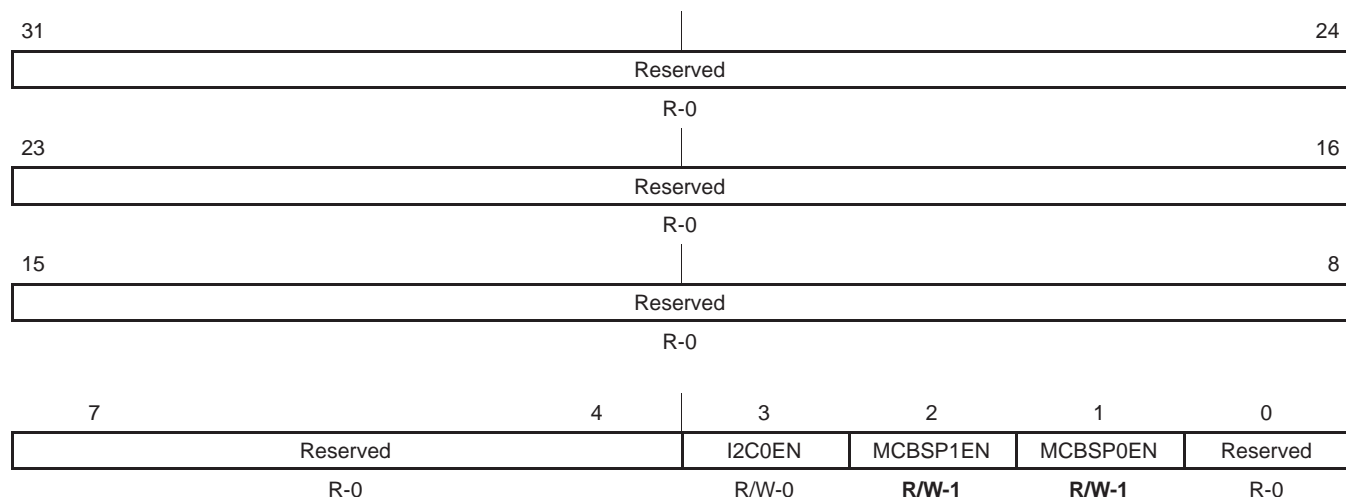 31 24
Reserved
R-0
23 16
Reserved
R-0
15 8
Reserved
R-0
7 4 3 2 1 0
Reserved I2C0EN MCBSP1EN MCBSP0EN Reserved
R-0 R/W-0 R/W-1 R/W-1 R-0